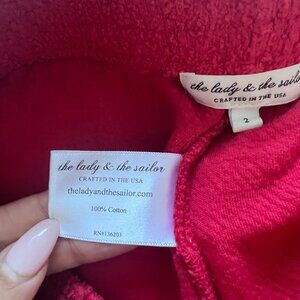 the lady & the sailor
CRAFTED IN THE USA
2
the lady & the sailor
CRAFTED IN THE USA
theladyandthesailor.com
100% Cotton
RN#136203